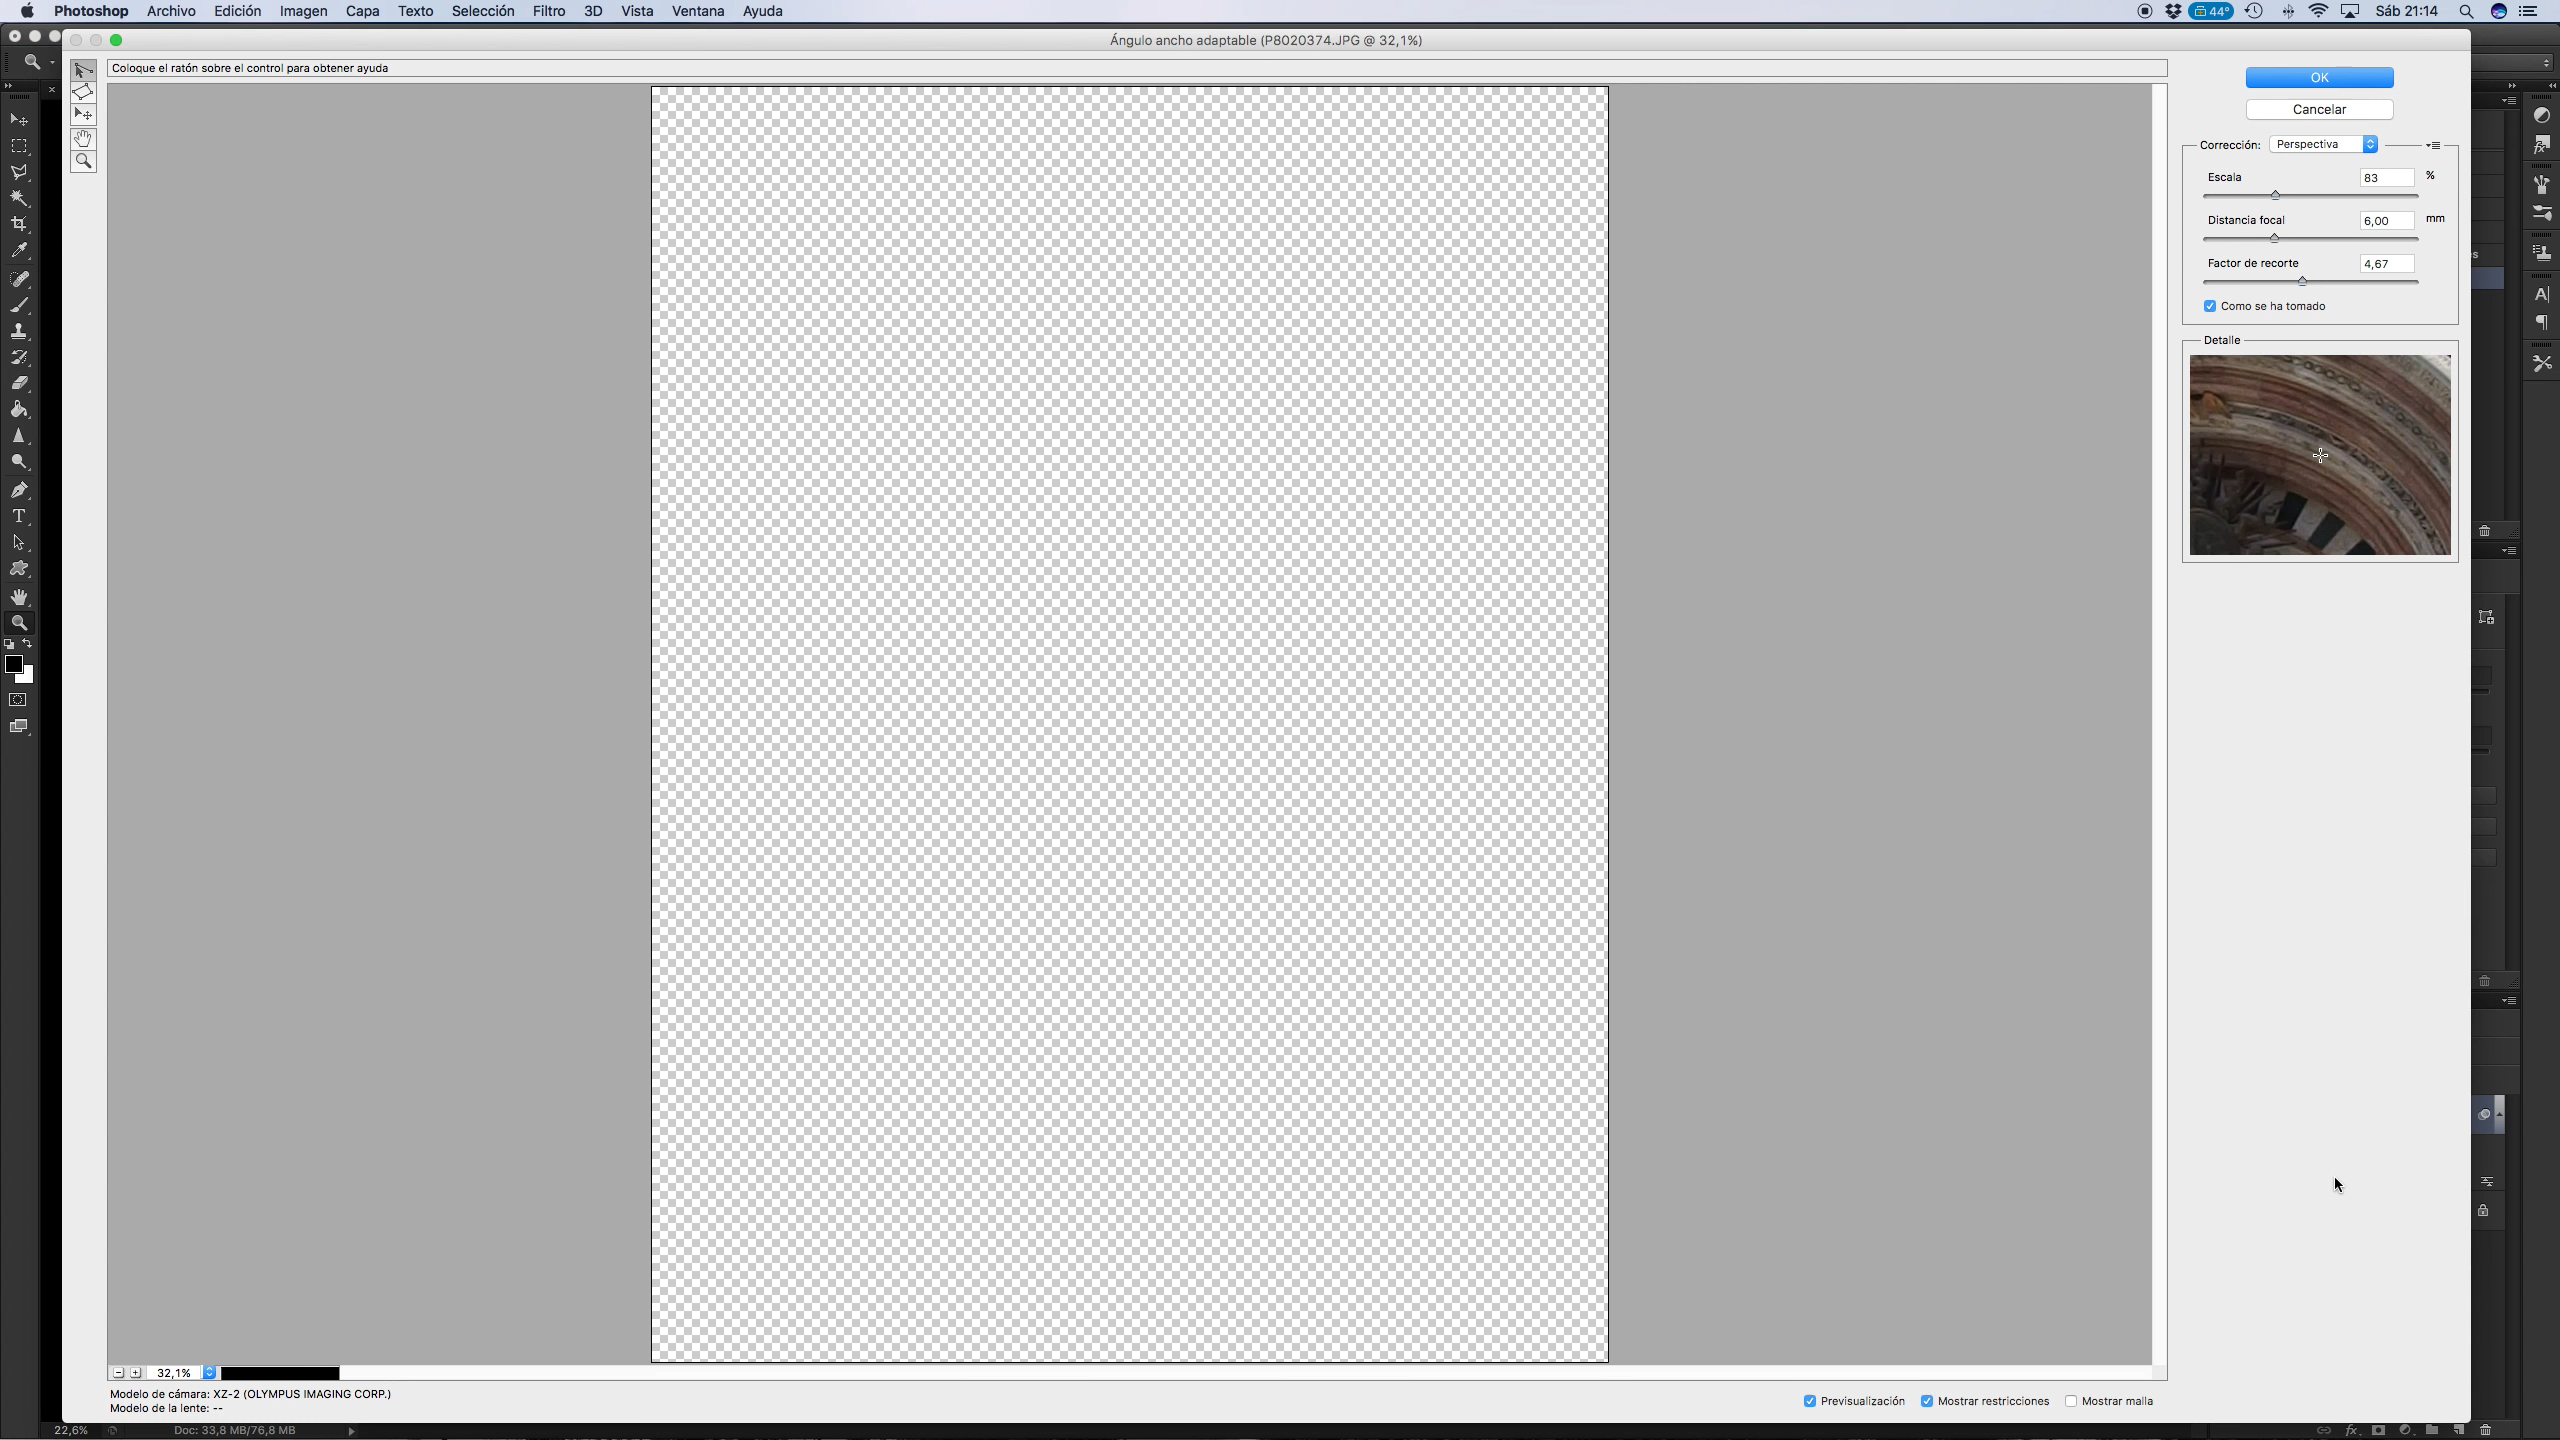 Photoshop Archivo Edición Imagen Capa Texto Selección Filtro 3D Vista Ventana Ayuda 44° Sáb 21:14
Ángulo ancho adaptable (P8020374.JPG @ 32,1%)
Coloque el ratón sobre el control para obtener ayuda
OK
Cancelar
Corrección: Perspectiva
Escala 83 %
Distancia focal 6,00 mm
Factor de recorte 4,67
Como se ha tomado
Detalle
32,1%
Modelo de cámara: XZ-2 (OLYMPUS IMAGING CORP.)
Modelo de la lente: --
Previsualización Mostrar restricciones Mostrar malla
22,6% Doc: 33,8 MB/76,8 MB